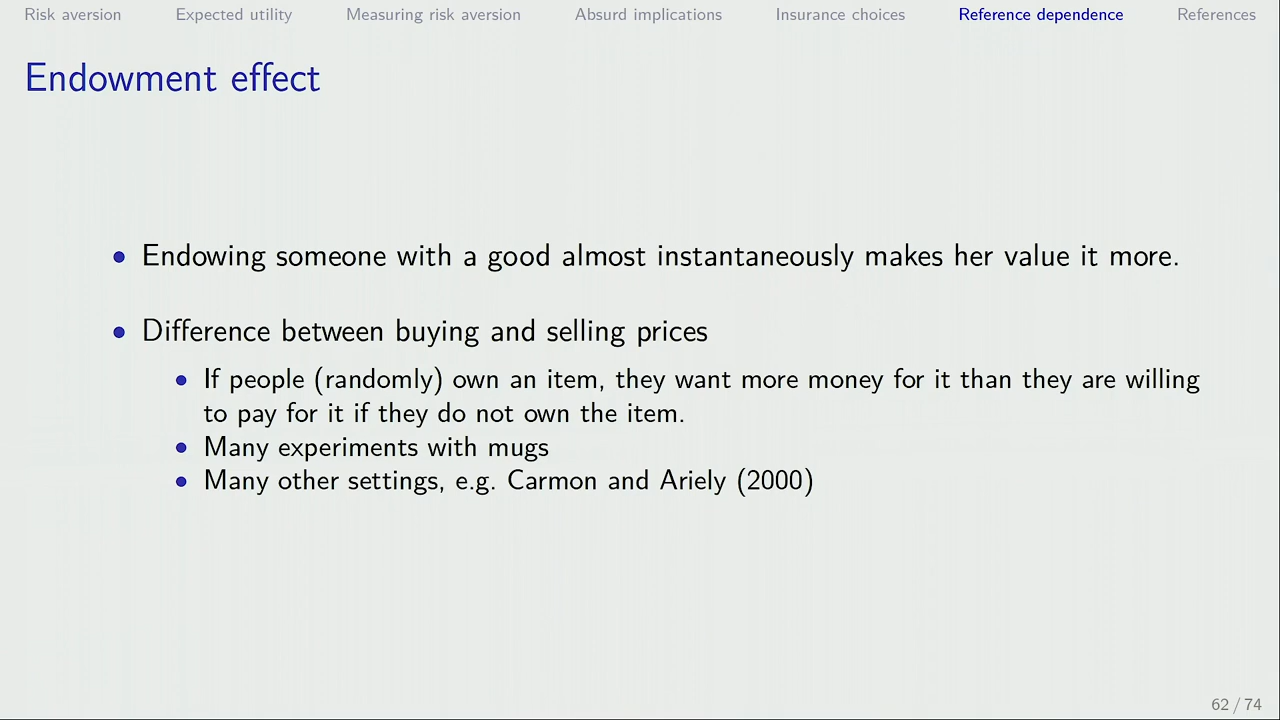 Risk aversion Expected utility Measuring risk aversion Absurd implications Insurance choices Reference dependence References
Endowment effect
• Endowing someone with a good almost instantaneously makes her value it more.
• Difference between buying and selling prices
• If people (randomly) own an item, they want more money for it than they are willing
to pay for it if they do not own the item.
• Many experiments with mugs
• Many other settings, e.g. Carmon and Ariely (2000)
62 / 74